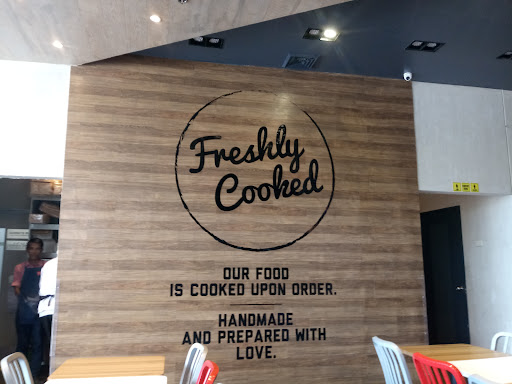 Freshly
Cooked
OUR FOOD
IS COOKED UPON ORDER.
HANDMADE
AND PREPARED WITH
LOVE.